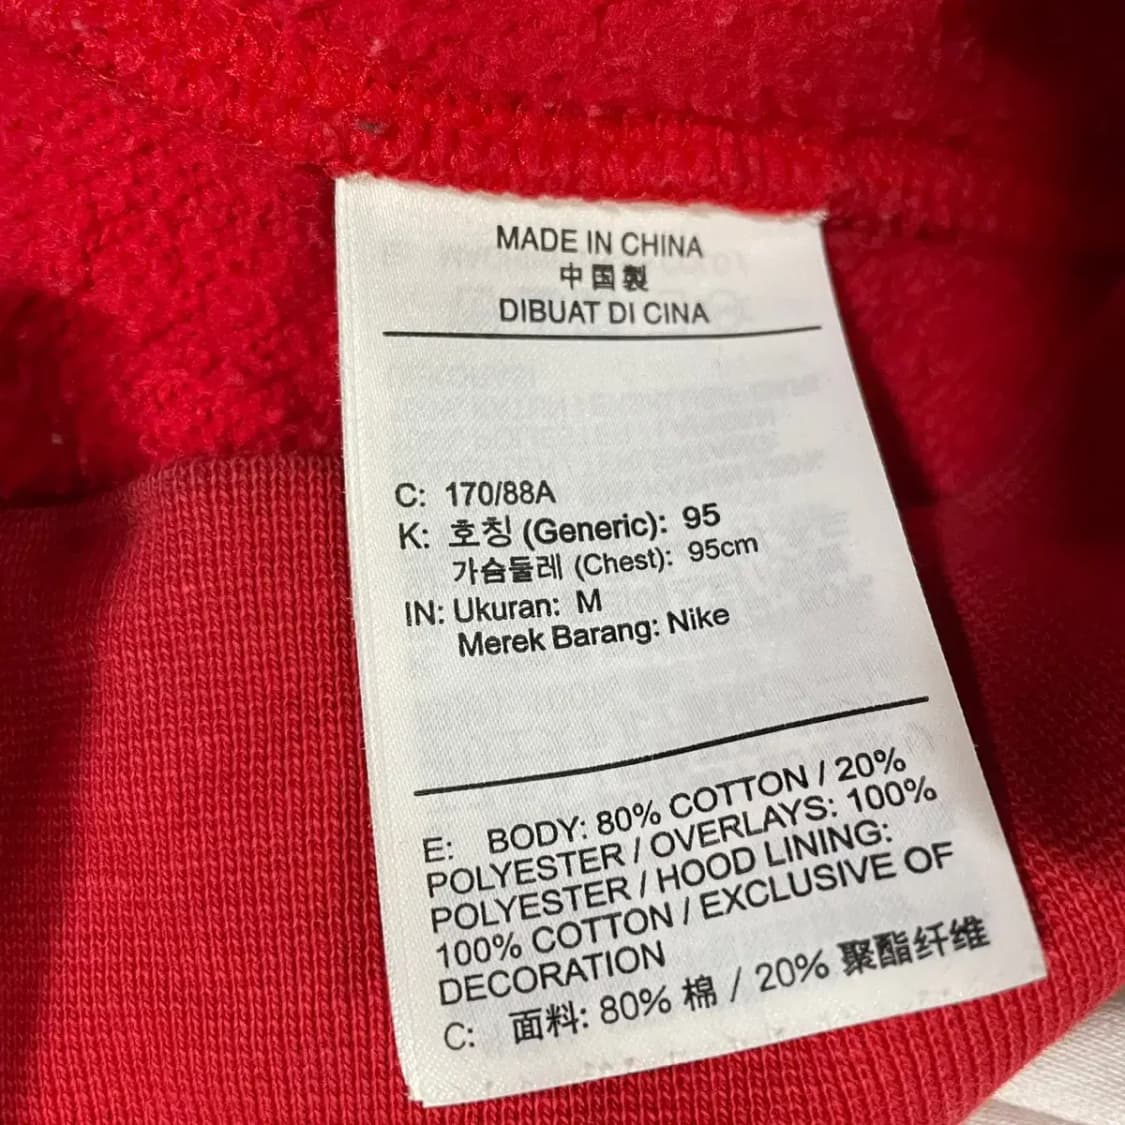 MADE IN CHINA
中国製
DIBUAT DI CINA
C: 170/88A
K: 호칭 (Generic): 95
가슴둘레 (Chest): 95cm
IN: Ukuran: M
Merek Barang: Nike
E: BODY: 80% COTTON / 20%
POLYESTER / OVERLAYS: 100%
POLYESTER / HOOD LINING:
100% COTTON / EXCLUSIVE OF
DECORATION
C: 面料: 80% 棉 / 20% 聚酯纤维